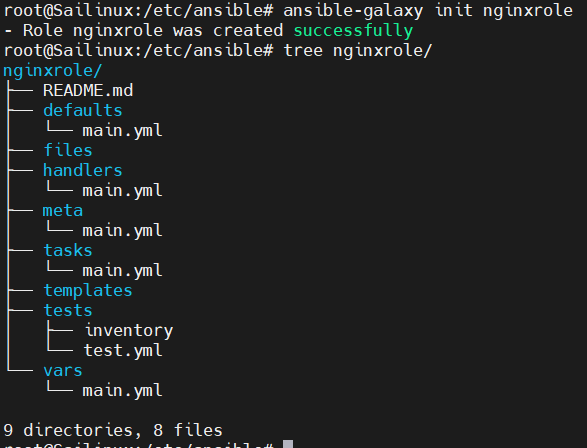 root@Sailinux:/etc/ansible# ansible-galaxy init nginxrole
- Role nginxrole was created successfully
root@Sailinux:/etc/ansible# tree nginxrole/
nginxrole/
├── README.md
├── defaults
│   └── main.yml
├── files
├── handlers
│   └── main.yml
├── meta
│   └── main.yml
├── tasks
│   └── main.yml
├── templates
├── tests
│   ├── inventory
│   └── test.yml
└── vars
    └── main.yml
9 directories, 8 files
root@Sailinux:/etc/ansible#